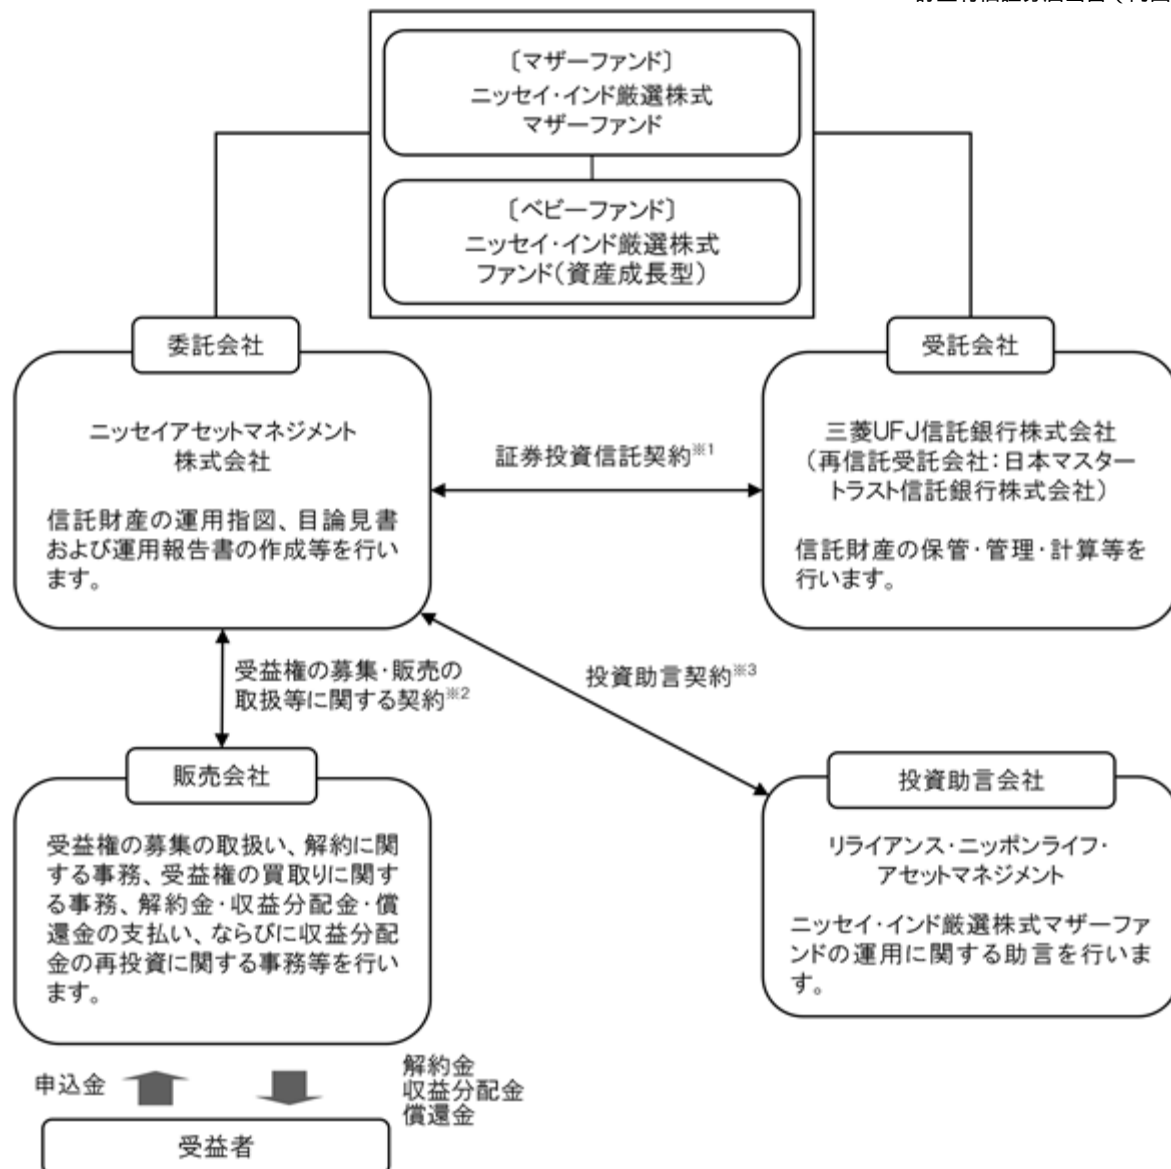 〔マザーファンド〕
ニッセイ・インド厳選株式
マザーファンド
〔ベビーファンド〕
ニッセイ・インド厳選株式
ファンド（資産成長型）
委託会社
ニッセイアセットマネジメント
株式会社
信託財産の運用指図、目論見書
および運用報告書の作成等を行い
ます。
証券投資信託契約※1
受託会社
三菱UFJ信託銀行株式会社
（再信託受託会社：日本マスター
トラスト信託銀行株式会社）
信託財産の保管・管理・計算等を
行います。
受益権の募集・販売の
取扱等に関する契約※2
投資助言契約※3
販売会社
受益権の募集の取扱い、解約に関
する事務、受益権の買取りに関す
る事務、解約金・収益分配金・償
還金の支払い、ならびに収益分配
金の再投資に関する事務等を行い
ます。
投資助言会社
リライアンス・ニッポンライフ・
アセットマネジメント
ニッセイ・インド厳選株式マザーファ
ンドの運用に関する助言を行いま
す。
申込金
解約金
収益分配金
償還金
受益者